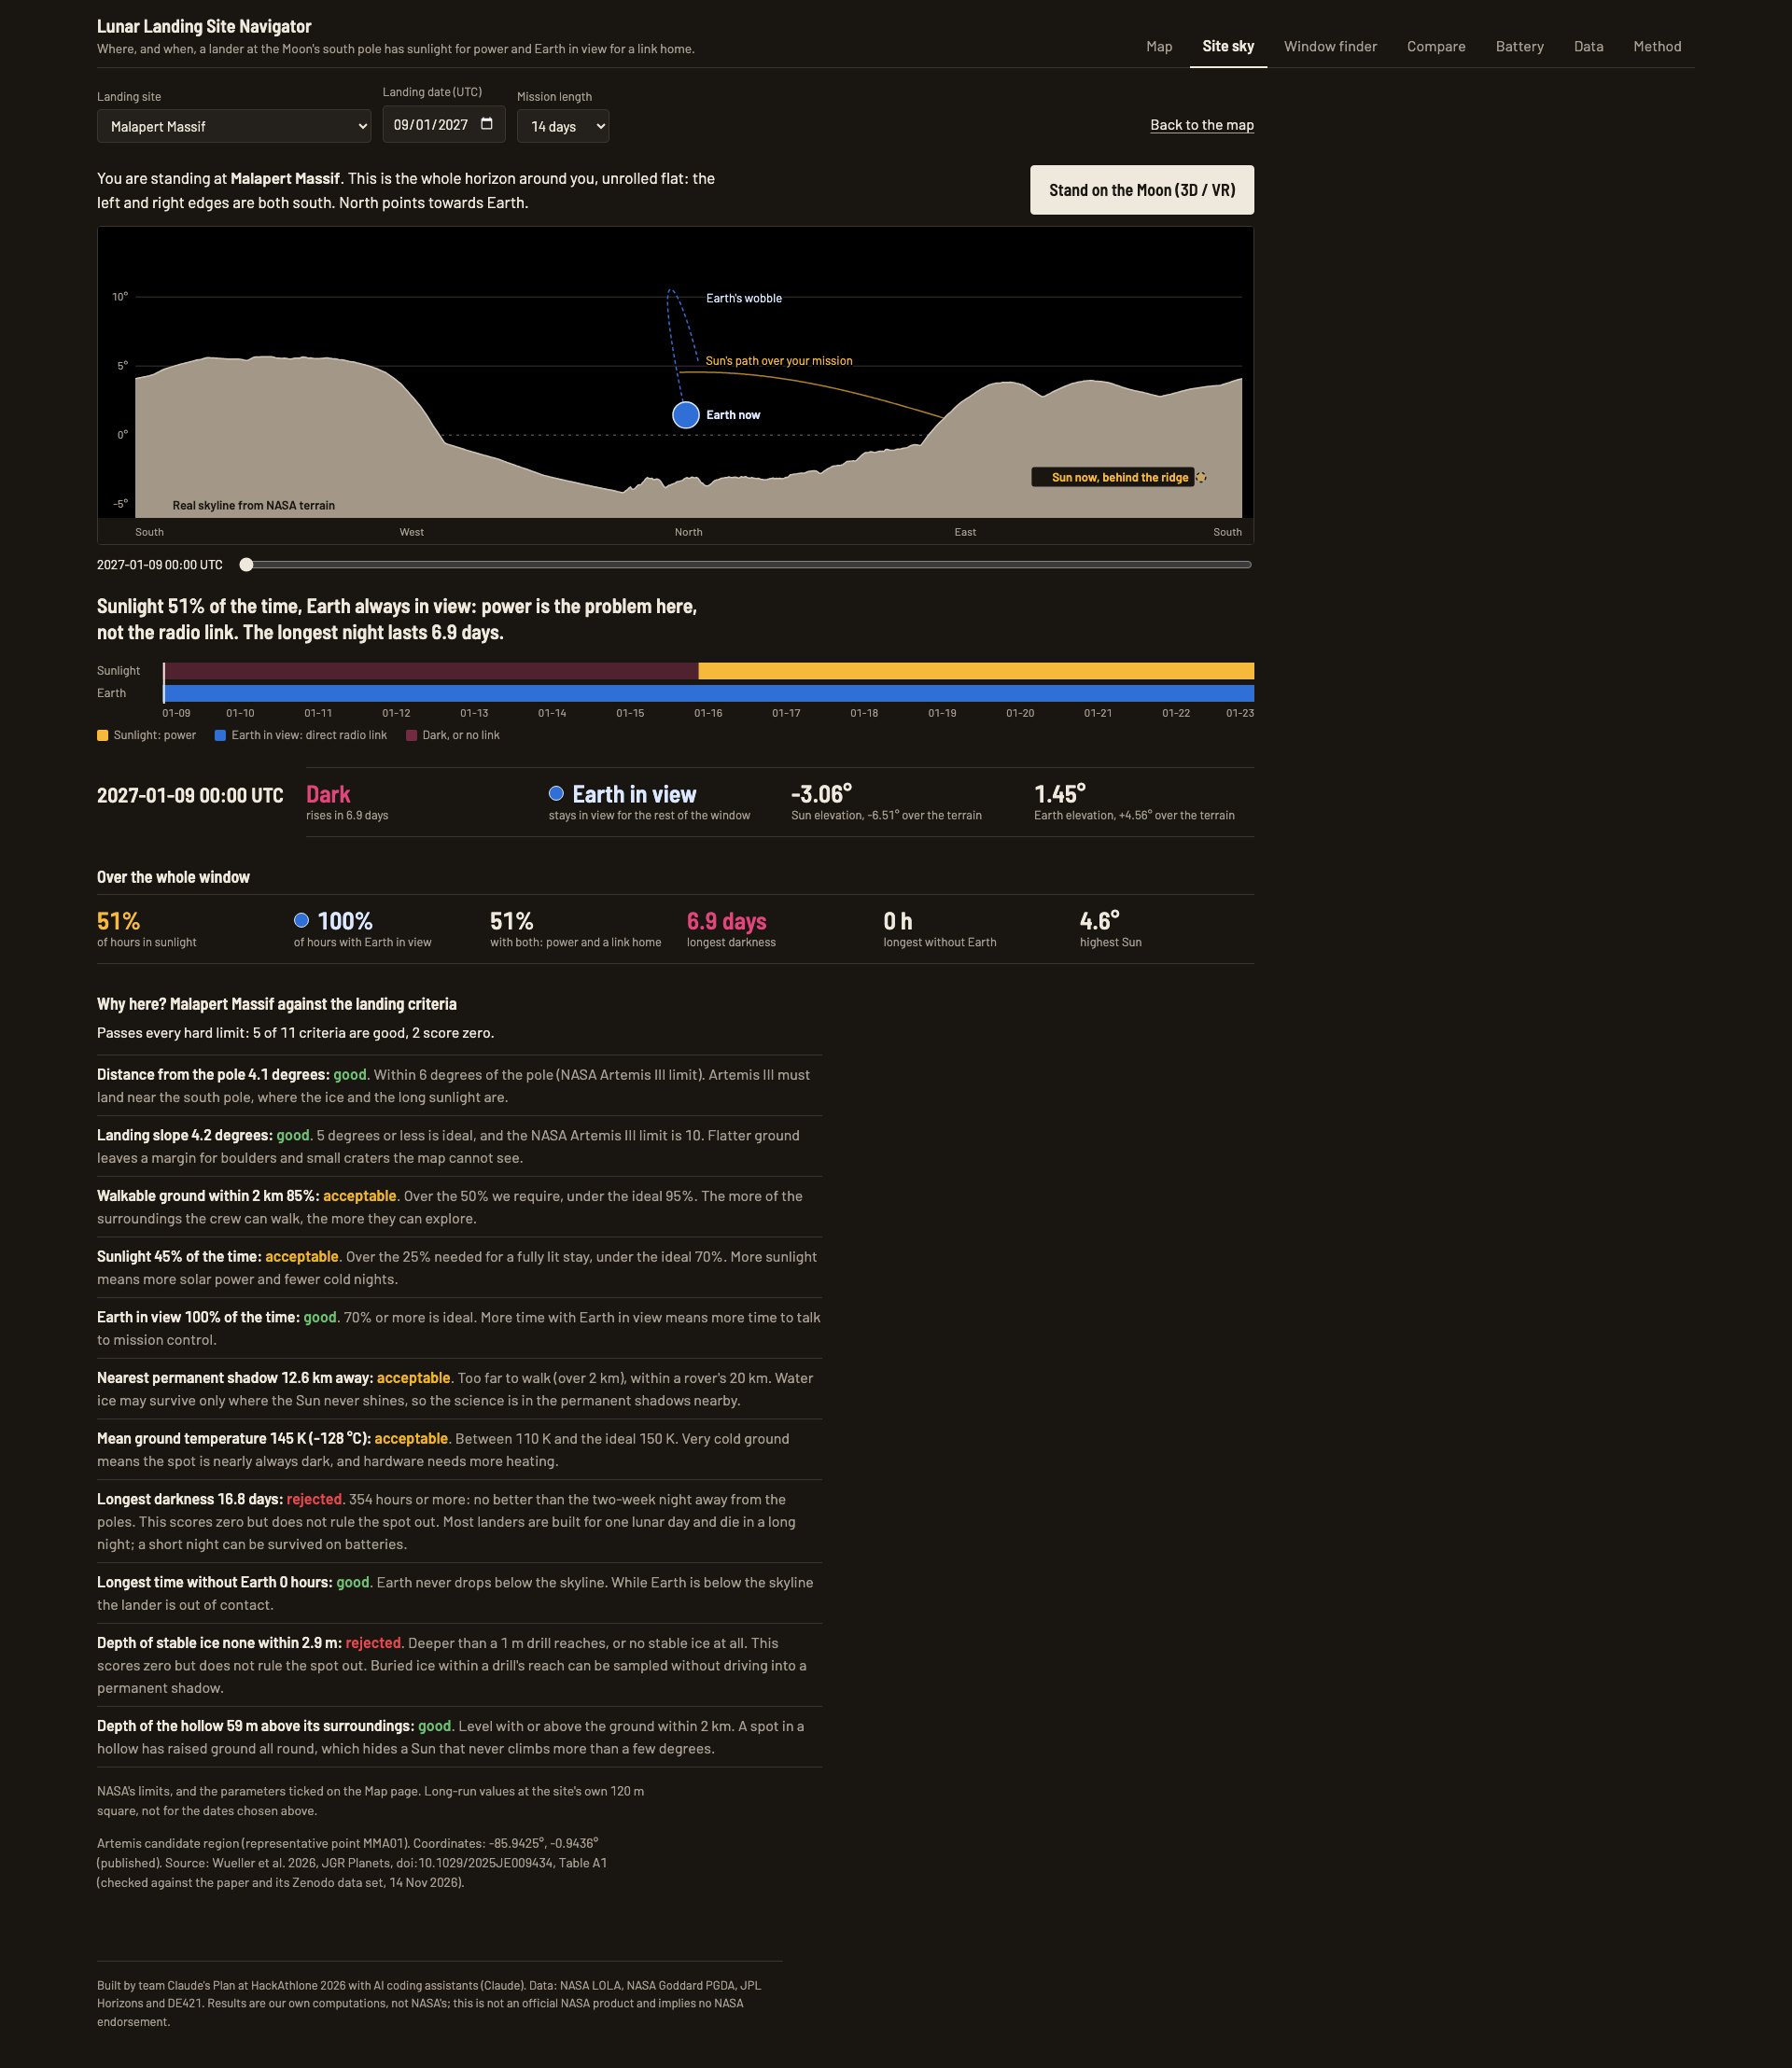 Lunar Landing Site Navigator
Where, and when, a lander at the Moon's south pole has sunlight for power and Earth in view for a link home.
Map Site sky Window finder Compare Battery Data Method
Landing site Landing date (UTC) Mission length
Malapert Massif 09/01/2027 14 days Back to the map
You are standing at Malapert Massif. This is the whole horizon around you, unrolled flat: the
left and right edges are both south. North points towards Earth.
Stand on the Moon (3D / VR)
10°
Earth's wobble
5°
Sun's path over your mission
Earth now
0°
Sun now, behind the ridge
-5°
Real skyline from NASA terrain
South West North East South
2027-01-09 00:00 UTC
Sunlight 51% of the time, Earth always in view: power is the problem here,
not the radio link. The longest night lasts 6.9 days.
Sunlight
Earth
01-09 01-10 01-11 01-12 01-13 01-14 01-15 01-16 01-17 01-18 01-19 01-20 01-21 01-22 01-23
Sunlight: power Earth in view: direct radio link Dark, or no link
2027-01-09 00:00 UTC Dark Earth in view -3.06° 1.45°
rises in 6.9 days stays in view for the rest of the window Sun elevation, -6.51° over the terrain Earth elevation, +4.56° over the terrain
Over the whole window
51% 100% 51% 6.9 days 0 h 4.6°
of hours in sunlight of hours with Earth in view with both: power and a link home longest darkness longest without Earth highest Sun
Why here? Malapert Massif against the landing criteria
Passes every hard limit: 5 of 11 criteria are good, 2 score zero.
Distance from the pole 4.1 degrees: good. Within 6 degrees of the pole (NASA Artemis III limit). Artemis III must
land near the south pole, where the ice and the long sunlight are.
Landing slope 4.2 degrees: good. 5 degrees or less is ideal, and the NASA Artemis III limit is 10. Flatter ground
leaves a margin for boulders and small craters the map cannot see.
Walkable ground within 2 km 85%: acceptable. Over the 50% we require, under the ideal 95%. The more of the
surroundings the crew can walk, the more they can explore.
Sunlight 45% of the time: acceptable. Over the 25% needed for a fully lit stay, under the ideal 70%. More sunlight
means more solar power and fewer cold nights.
Earth in view 100% of the time: good. 70% or more is ideal. More time with Earth in view means more time to talk
to mission control.
Nearest permanent shadow 12.6 km away: acceptable. Too far to walk (over 2 km), within a rover's 20 km. Water
ice may survive only where the Sun never shines, so the science is in the permanent shadows nearby.
Mean ground temperature 145 K (-128 °C): acceptable. Between 110 K and the ideal 150 K. Very cold ground
means the spot is nearly always dark, and hardware needs more heating.
Longest darkness 16.8 days: rejected. 354 hours or more: no better than the two-week night away from the
poles. This scores zero but does not rule the spot out. Most landers are built for one lunar day and die in a long
night; a short night can be survived on batteries.
Longest time without Earth 0 hours: good. Earth never drops below the skyline. While Earth is below the skyline
the lander is out of contact.
Depth of stable ice none within 2.9 m: rejected. Deeper than a 1 m drill reaches, or no stable ice at all. This
scores zero but does not rule the spot out. Buried ice within a drill's reach can be sampled without driving into a
permanent shadow.
Depth of the hollow 59 m above its surroundings: good. Level with or above the ground within 2 km. A spot in a
hollow has raised ground all round, which hides a Sun that never climbs more than a few degrees.
NASA's limits, and the parameters ticked on the Map page. Long-run values at the site's own 120 m
square, not for the dates chosen above.
Artemis candidate region (representative point MMA01). Coordinates: -85.9425°, -0.9436°
(published). Source: Wueller et al. 2026, JGR Planets, doi:10.1029/2025JE009434, Table A1
(checked against the paper and its Zenodo data set, 14 Nov 2026).
Built by team Claude's Plan at HackAthlone 2026 with AI coding assistants (Claude). Data: NASA LOLA, NASA Goddard PGDA, JPL
Horizons and DE421. Results are our own computations, not NASA's; this is not an official NASA product and implies no NASA
endorsement.